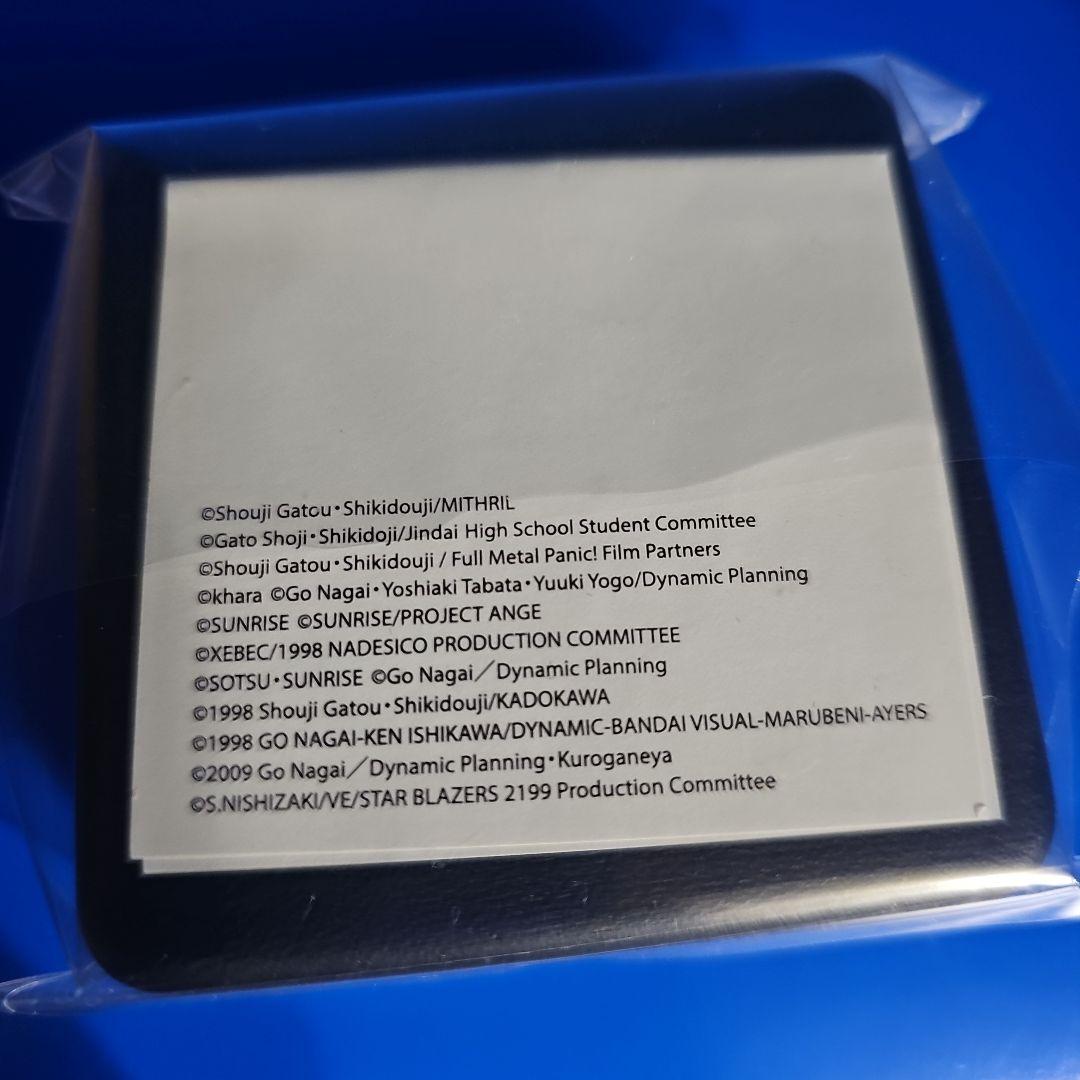 ©Shouji Gatou・Shikidouji/MITHRIL
©Gato Shoji・Shikidoji/Jindai High School Student Committee
©Shouji Gatou・Shikidouji / Full Metal Panic! Film Partners
©khara ©Go Nagai・Yoshiaki Tabata・Yuuki Yogo/Dynamic Planning
©SUNRISE ©SUNRISE/PROJECT ANGE
©XEBEC/1998 NADESICO PRODUCTION COMMITTEE
©SOTSU・SUNRISE ©Go Nagai／Dynamic Planning
©1998 Shouji Gatou・Shikidouji/KADOKAWA
©1998 GO NAGAI-KEN ISHIKAWA/DYNAMIC-BANDAI VISUAL-MARUBENI-AYERS
©2009 Go Nagai／Dynamic Planning・Kuroganeya
©S.NISHIZAKI/VE/STAR BLAZERS 2199 Production Committee